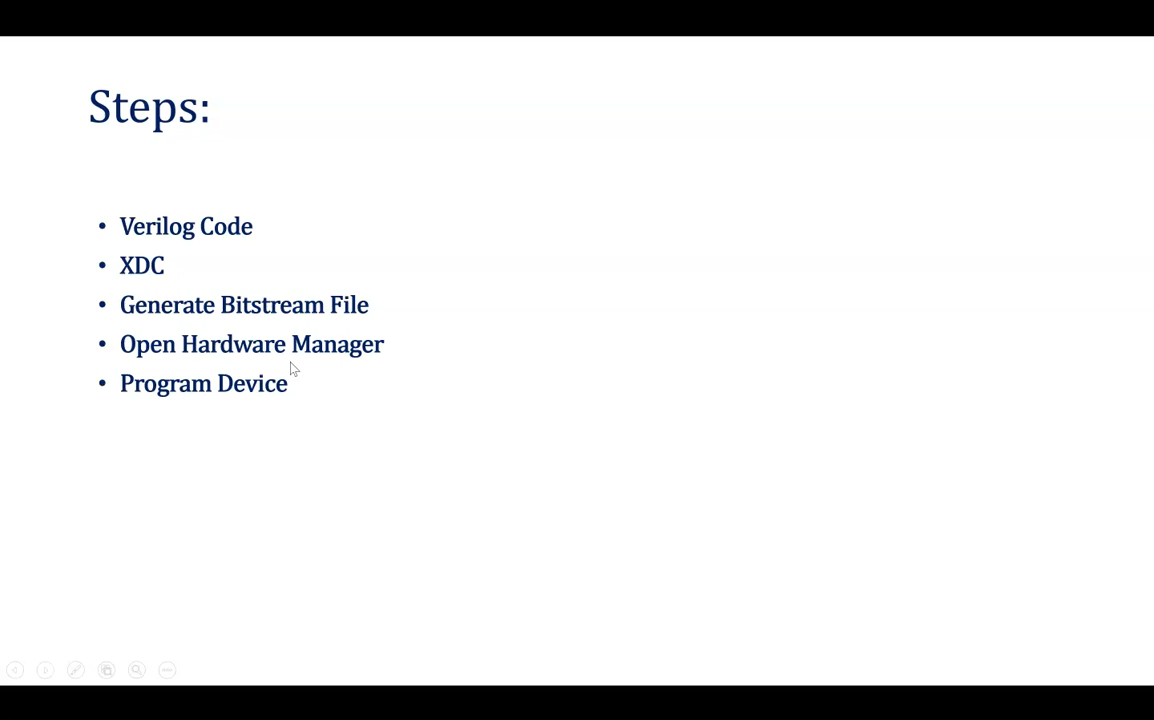 Steps:
• Verilog Code
• XDC
• Generate Bitstream File
• Open Hardware Manager
• Program Device